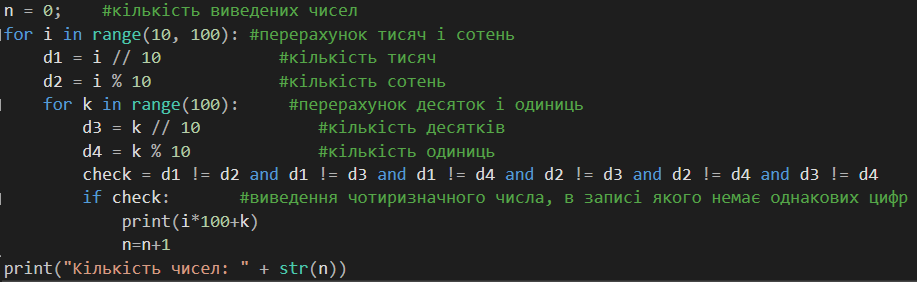 n = 0;    #кількість виведених чисел
for i in range(10, 100): #перерахунок тисяч і сотень
    d1 = i // 10            #кількість тисяч
    d2 = i % 10             #кількість сотень
    for k in range(100):     #перерахунок десяток і одиниць
        d3 = k // 10            #кількість десятків
        d4 = k % 10             #кількість одиниць
        check = d1 != d2 and d1 != d3 and d1 != d4 and d2 != d3 and d2 != d4 and d3 != d4
        if check:       #виведення чотиризначного числа, в записі якого немає однакових цифр
            print(i*100+k)
            n=n+1
print("Кількість чисел: " + str(n))